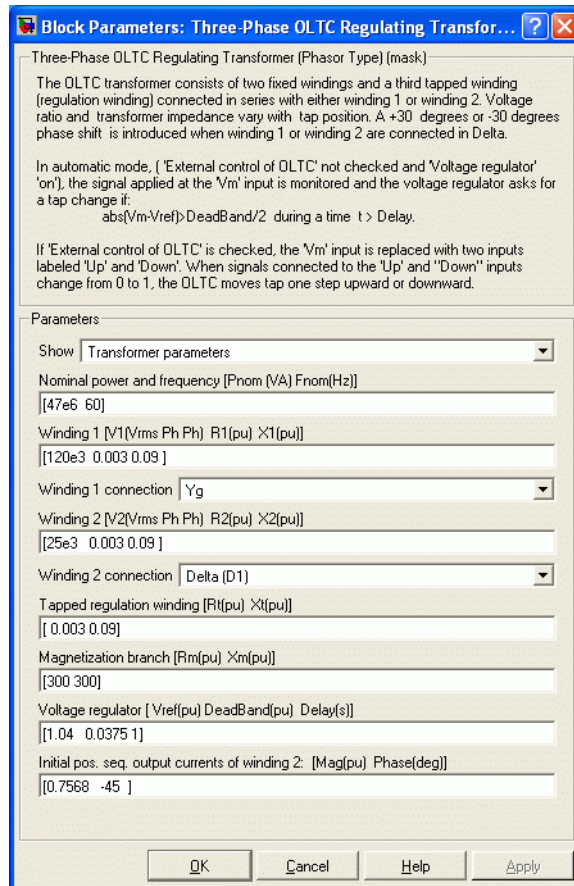 Block Parameters: Three-Phase OLTC Regulating Transfor...
Three-Phase OLTC Regulating Transformer (Phasor Type) (mask)
The OLTC transformer consists of two fixed windings and a third tapped winding
(regulation winding) connected in series with either winding 1 or winding 2. Voltage
ratio and transformer impedance vary with tap position. A +30 degrees or -30 degrees
phase shift is introduced when winding 1 or winding 2 are connected in Delta.
In automatic mode, ( 'External control of OLTC' not checked and 'Voltage regulator'
'on'), the signal applied at the 'Vm' input is monitored and the voltage regulator asks for
a tap change if:
abs(Vm-Vref)>DeadBand/2 during a time t > Delay.
If 'External control of OLTC' is checked, the 'Vm' input is replaced with two inputs
labeled 'Up' and 'Down'. When signals connected to the 'Up' and "Down" inputs
change from 0 to 1, the OLTC moves tap one step upward or downward.
Parameters
Show Transformer parameters
Nominal power and frequency [Pnom (VA) Fnom(Hz)]
[47e6 60]
Winding 1 [V1(Vrms Ph Ph) R1(pu) X1(pu)]
[120e3 0.003 0.09 ]
Winding 1 connection Yg
Winding 2 [V2(Vrms Ph Ph) R2(pu) X2(pu)]
[25e3 0.003 0.09 ]
Winding 2 connection Delta (D1)
Tapped regulation winding [Rt(pu) Xt(pu)]
[ 0.003 0.09]
Magnetization branch [Rm(pu) Xm(pu)]
[300 300]
Voltage regulator [ Vref(pu) DeadBand(pu) Delay(s)]
[1.04 0.0375 1]
Initial pos. seq. output currents of winding 2: [Mag(pu) Phase(deg)]
[0.7568 -45 ]
OK Cancel Help Apply